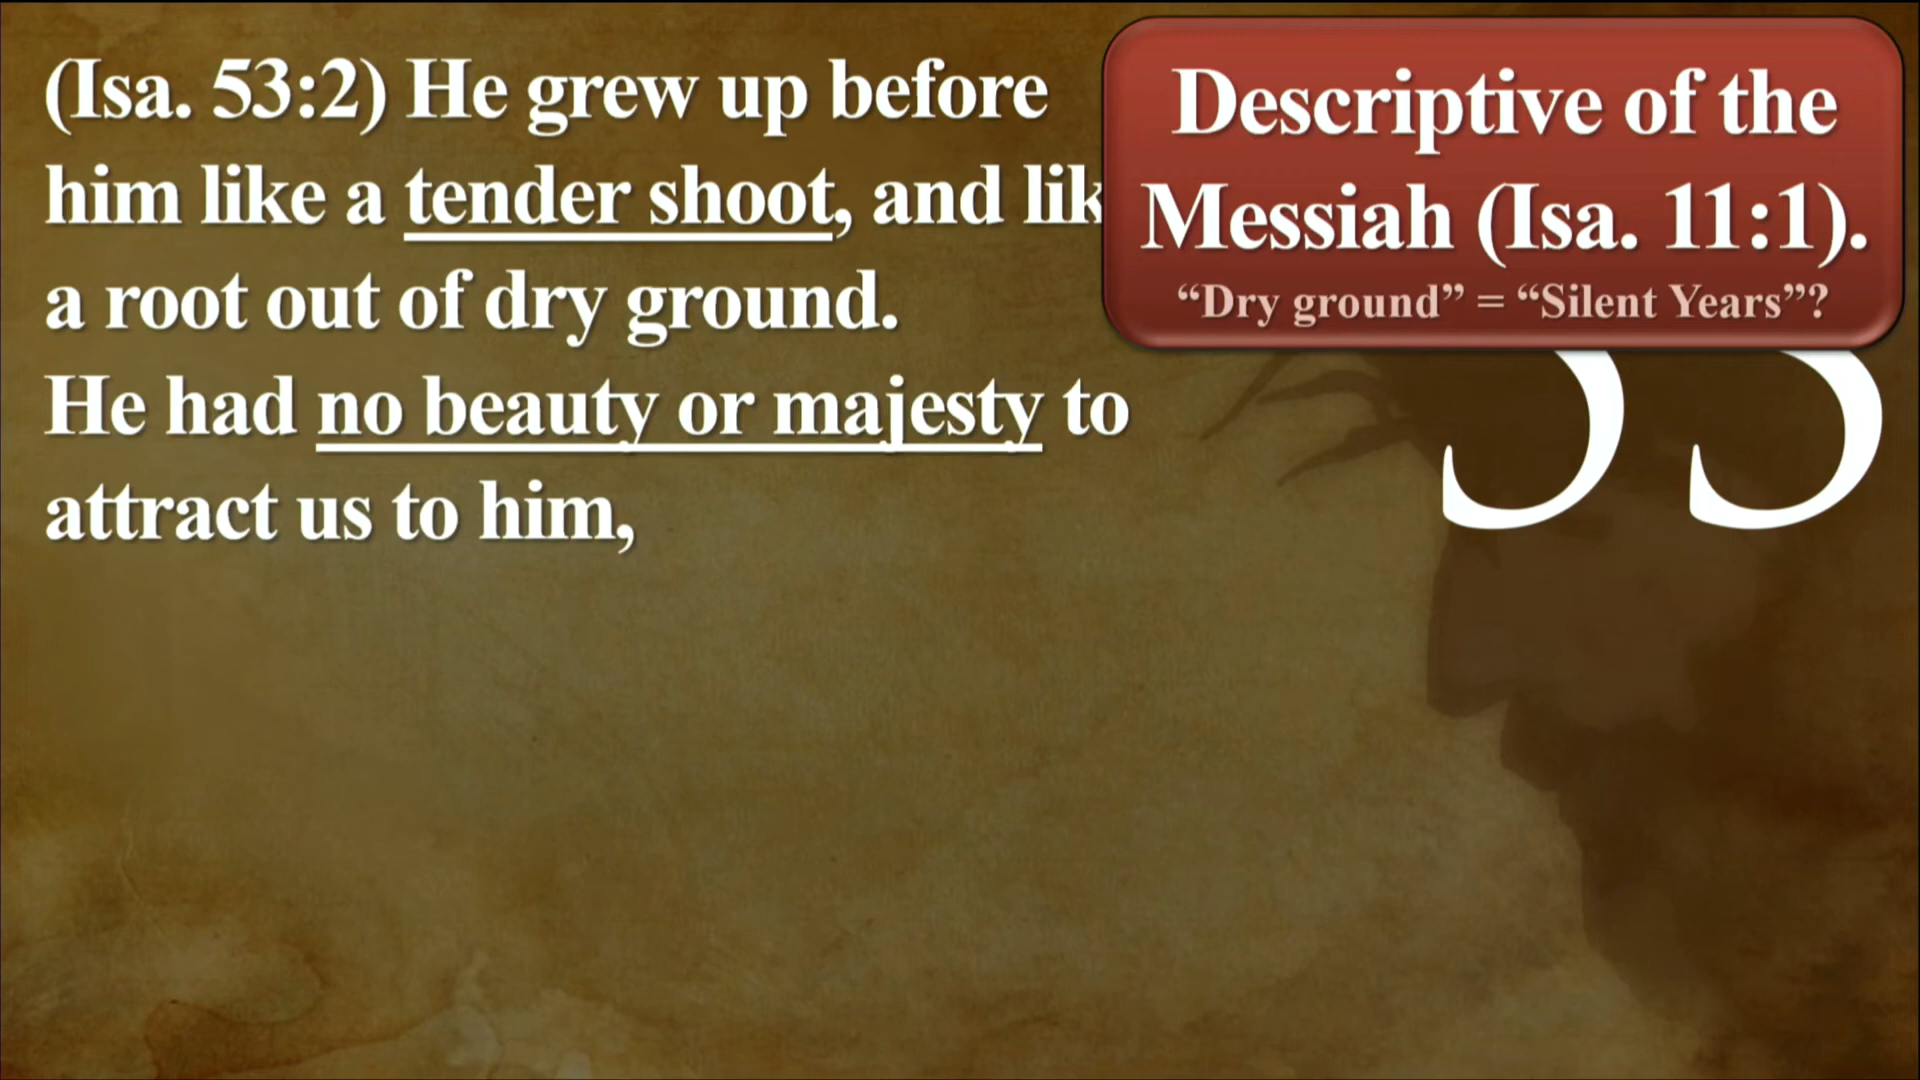 (Isa. 53:2) He grew up before
him like a tender shoot, and lik
a root out of dry ground.
He had no beauty or majesty to
attract us to him,
Descriptive of the
Messiah (Isa. 11:1).
“Dry ground” = “Silent Years”?